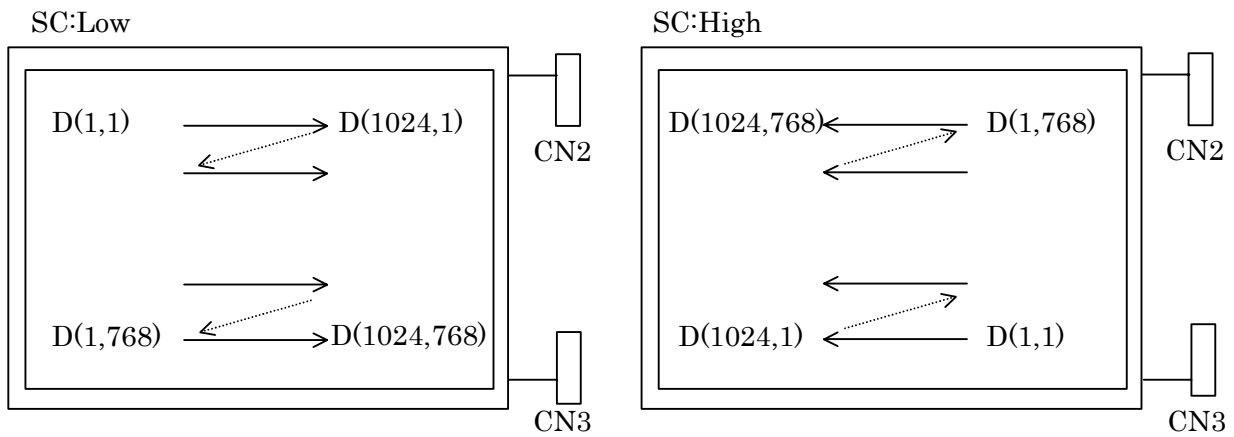 SC:Low
D(1,1) D(1024,1)
CN2
D(1,768) D(1024,768)
CN3
SC:High
D(1024,768) D(1,768)
CN2
D(1024,1) D(1,1)
CN3